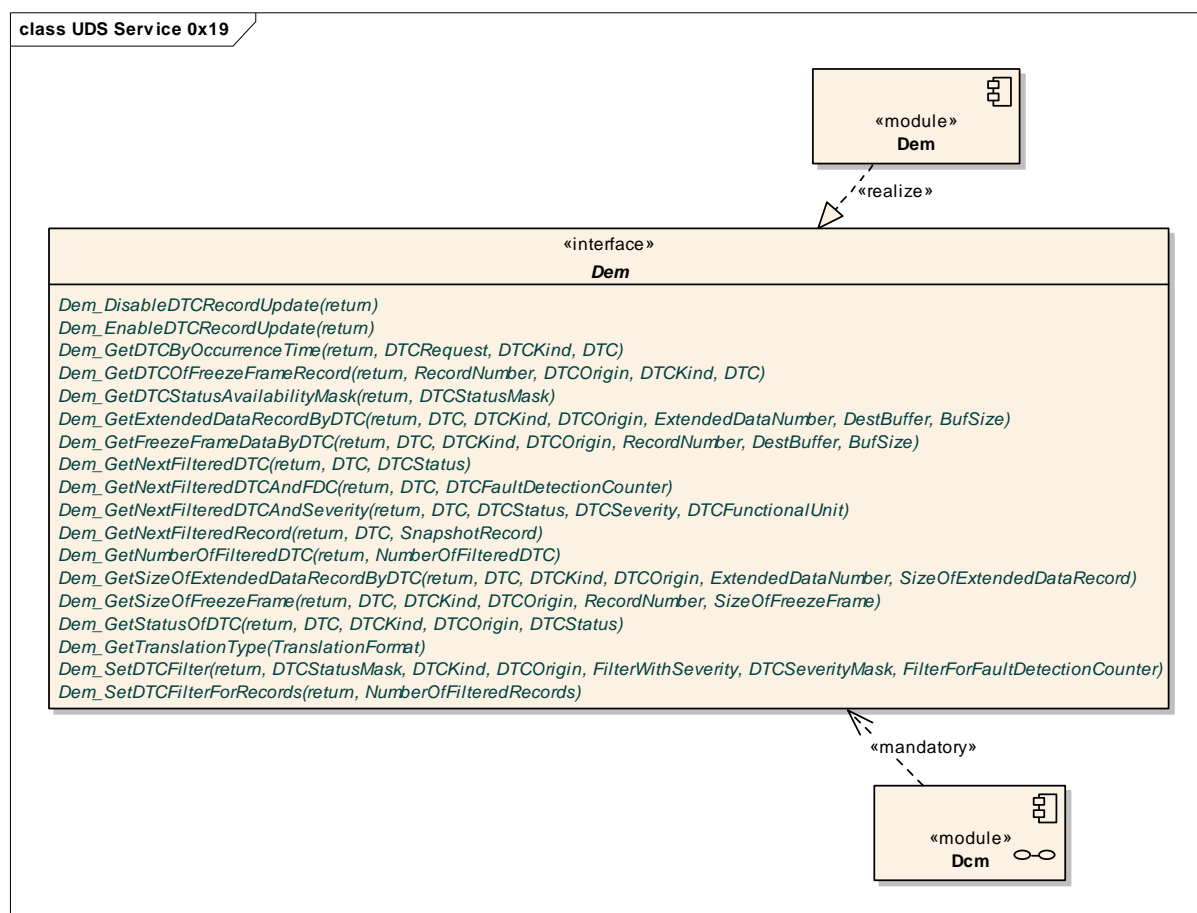 class UDS Service 0x19
«module»
Dem
«realize»
«interface»
Dem
Dem_DisableDTCRecordUpdate(return)
Dem_EnableDTCRecordUpdate(return)
Dem_GetDTCByOccurrenceTime(return, DTCRequest, DTCKind, DTC)
Dem_GetDTCOfFreezeFrameRecord(return, RecordNumber, DTCOrigin, DTCKind, DTC)
Dem_GetDTCStatusAvailabilityMask(return, DTCStatusMask)
Dem_GetExtendedDataRecordByDTC(return, DTC, DTCKind, DTCOrigin, ExtendedDataNumber, DestBuffer, BufSize)
Dem_GetFreezeFrameDataByDTC(return, DTC, DTCKind, DTCOrigin, RecordNumber, DestBuffer, BufSize)
Dem_GetNextFilteredDTC(return, DTC, DTCStatus)
Dem_GetNextFilteredDTCAndFDC(return, DTC, DTCFaultDetectionCounter)
Dem_GetNextFilteredDTCAndSeverity(return, DTC, DTCStatus, DTCSeverity, DTCFunctionalUnit)
Dem_GetNextFilteredRecord(return, DTC, SnapshotRecord)
Dem_GetNumberOfFilteredDTC(return, NumberOfFilteredDTC)
Dem_GetSizeOfExtendedDataRecordByDTC(return, DTC, DTCKind, DTCOrigin, ExtendedDataNumber, SizeOfExtendedDataRecord)
Dem_GetSizeOfFreezeFrame(return, DTC, DTCKind, DTCOrigin, RecordNumber, SizeOfFreezeFrame)
Dem_GetStatusOfDTC(return, DTC, DTCKind, DTCOrigin, DTCStatus)
Dem_GetTranslationType(TranslationFormat)
Dem_SetDTCFilter(return, DTCStatusMask, DTCKind, DTCOrigin, FilterWithSeverity, DTCSeverityMask, FilterForFaultDetectionCounter)
Dem_SetDTCFilterForRecords(return, NumberOfFilteredRecords)
«mandatory»
«module»
Dcm